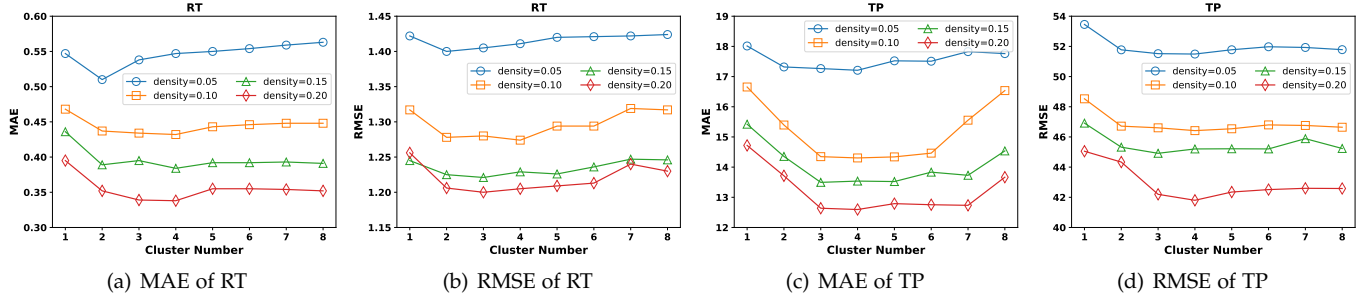 RT
0.60
0.55
0.50
0.45
0.40
0.35
0.30
MAE
density=0.05
density=0.10
density=0.15
density=0.20
1 2 3 4 5 6 7 8
Cluster Number
(a) MAE of RT
RT
1.45
1.40
1.35
1.30
1.25
1.20
1.15
RMSE
density=0.05
density=0.10
density=0.15
density=0.20
1 2 3 4 5 6 7 8
Cluster Number
(b) RMSE of RT
TP
19
18
17
16
15
14
13
12
MAE
density=0.05
density=0.10
density=0.15
density=0.20
1 2 3 4 5 6 7 8
Cluster Number
(c) MAE of TP
TP
54
52
50
48
46
44
42
40
RMSE
density=0.05
density=0.10
density=0.15
density=0.20
1 2 3 4 5 6 7 8
Cluster Number
(d) RMSE of TP